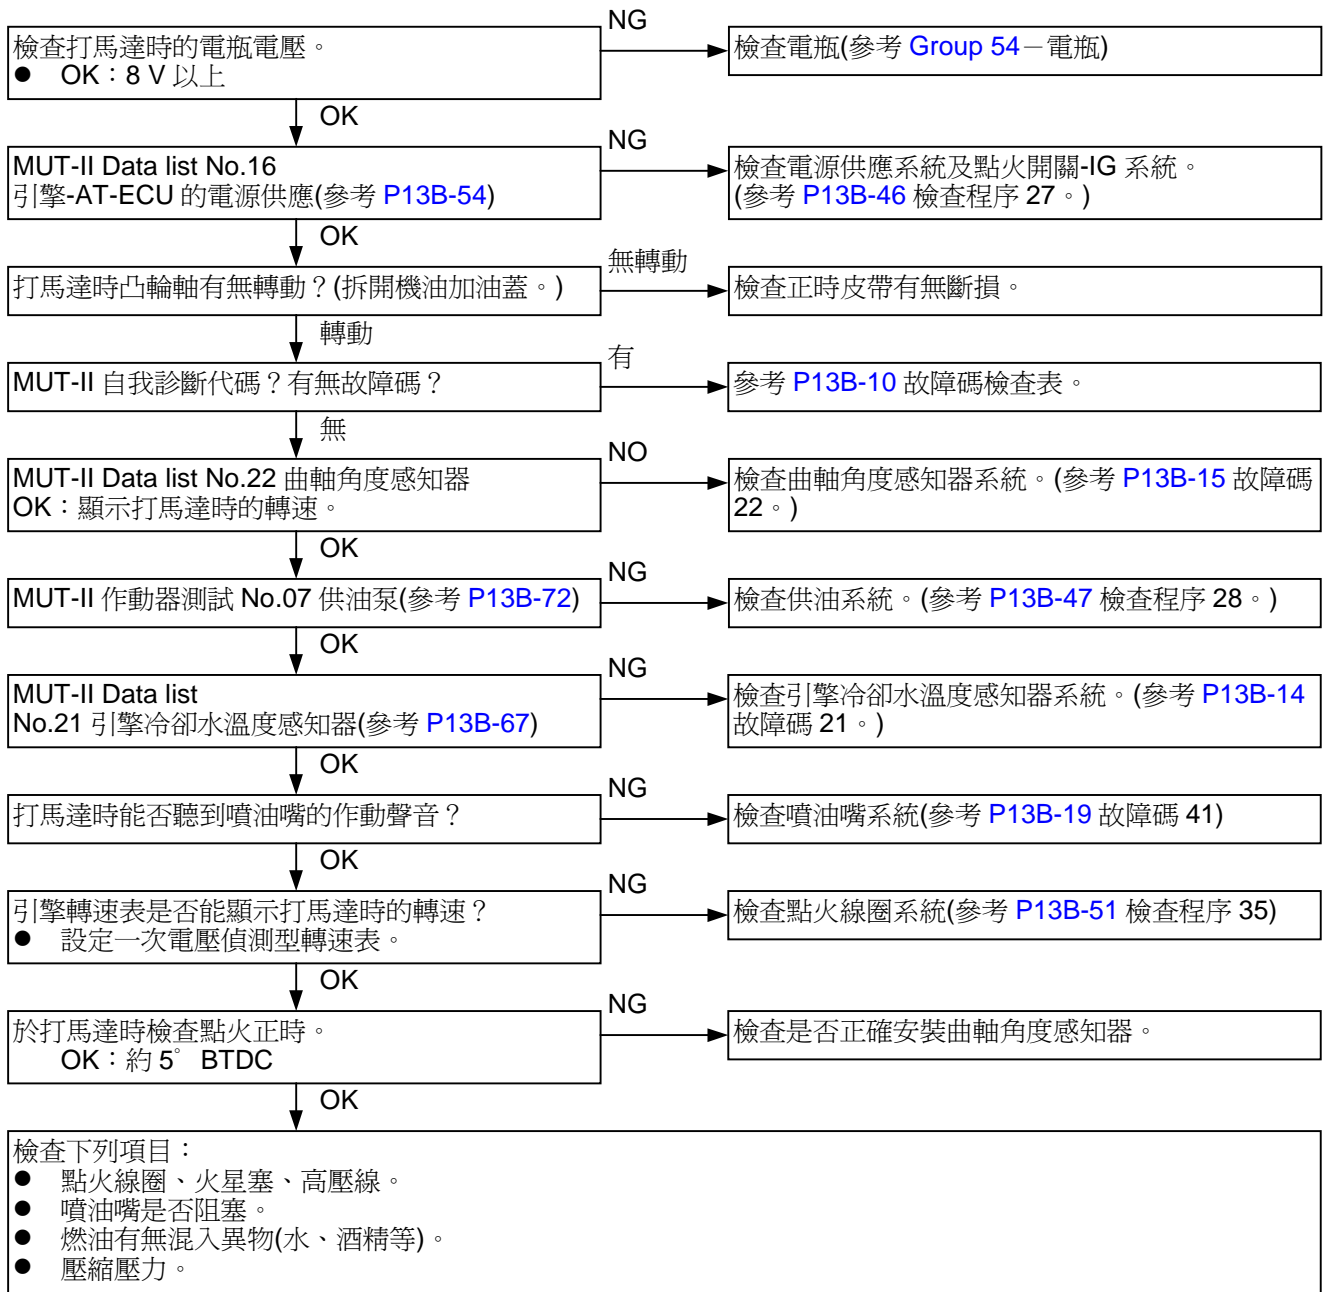 NG
檢查打馬達時的電瓶電壓。
● OK：8 V 以上
檢查電瓶(參考 Group 54－電瓶)
OK
NG
MUT-II Data list No.16
引擎-AT-ECU 的電源供應(參考 P13B-54)
檢查電源供應系統及點火開關-IG 系統。
(參考 P13B-46 檢查程序 27。)
OK
無轉動
打馬達時凸輪軸有無轉動？(拆開機油加油蓋。)
檢查正時皮帶有無斷損。
轉動
有
MUT-II 自我診斷代碼？有無故障碼？
參考 P13B-10 故障碼檢查表。
無
NO
MUT-II Data list No.22 曲軸角度感知器
OK：顯示打馬達時的轉速。
檢查曲軸角度感知器系統。(參考 P13B-15 故障碼
22。)
OK
NG
MUT-II 作動器測試 No.07 供油泵(參考 P13B-72)
檢查供油系統。(參考 P13B-47 檢查程序 28。)
OK
NG
MUT-II Data list
No.21 引擎冷卻水溫度感知器(參考 P13B-67)
檢查引擎冷卻水溫度感知器系統。(參考 P13B-14
故障碼 21。)
OK
NG
打馬達時能否聽到噴油嘴的作動聲音？
檢查噴油嘴系統(參考 P13B-19 故障碼 41)
OK
NG
引擎轉速表是否能顯示打馬達時的轉速？
● 設定一次電壓偵測型轉速表。
檢查點火線圈系統(參考 P13B-51 檢查程序 35)
OK
NG
於打馬達時檢查點火正時。
OK：約 5° BTDC
檢查是否正確安裝曲軸角度感知器。
OK
檢查下列項目：
● 點火線圈、火星塞、高壓線。
● 噴油嘴是否阻塞。
● 燃油有無混入異物(水、酒精等)。
● 壓縮壓力。